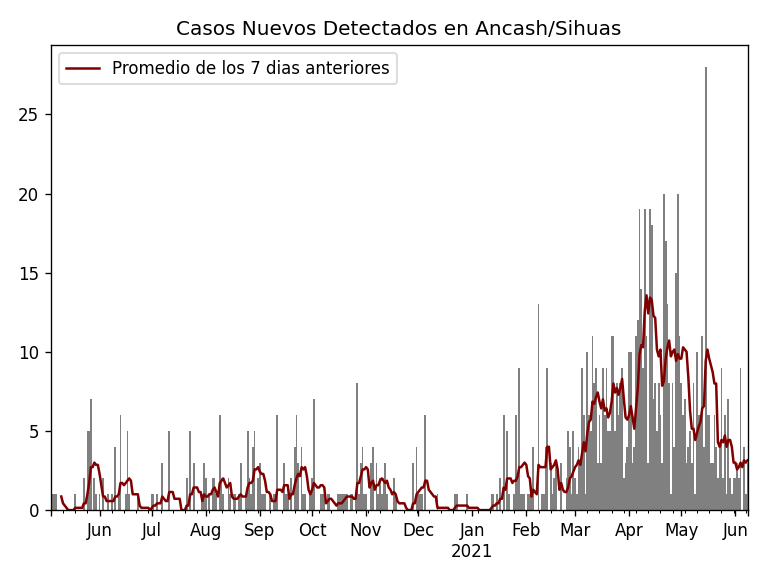 Casos Nuevos Detectados en Ancash/Sihuas
Promedio de los 7 dias anteriores
25
20
15
10
5
0
Jun Jul Aug Sep Oct Nov Dec Jan Feb Mar Apr May Jun
2021